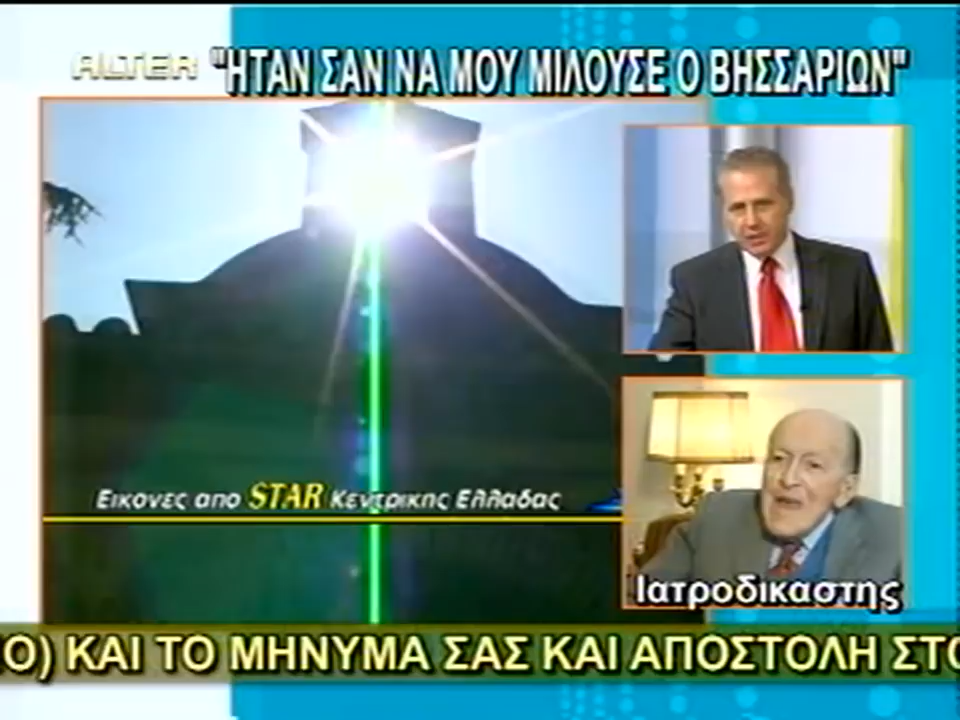 ALTER "ΗΤΑΝ ΣΑΝ ΝΑ ΜΟΥ ΜΙΛΟΥΣΕ Ο ΒΗΣΣΑΡΙΩΝ"
Εικονες απο STAR Κεντρικης Ελλαδας
Ιατροδικαστης
Ο) ΚΑΙ ΤΟ ΜΗΝΥΜΑ ΣΑΣ ΚΑΙ ΑΠΟΣΤΟΛΗ ΣΤΟ